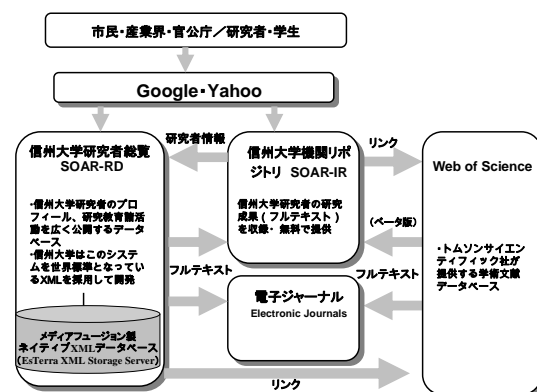 市民・産業界・官公庁／研究者・学生
Google・Yahoo
研究者情報
リンク
信州大学研究者総覧
SOAR-RD
・信州大学研究者のプロ
フィール、研究教育諸活
動を広く公開するデータ
ベース
・信州大学はこのシステ
ムを世界標準となってい
るXMLを採用して開発
メディアフュージョン製
ネイティブXMLデータベース
(EsTerra XML Storage Server)
信州大学機関リポ
ジトリ SOAR-IR
信州大学研究者の研究
成果(フルテキスト)
を収録・無料で提供
Web of Science
・トムソンサイエン
ティフィック社が
提供する学術文献
データベース
(ベータ版)
フルテキスト
フルテキスト
電子ジャーナル
Electronic Journals
リンク